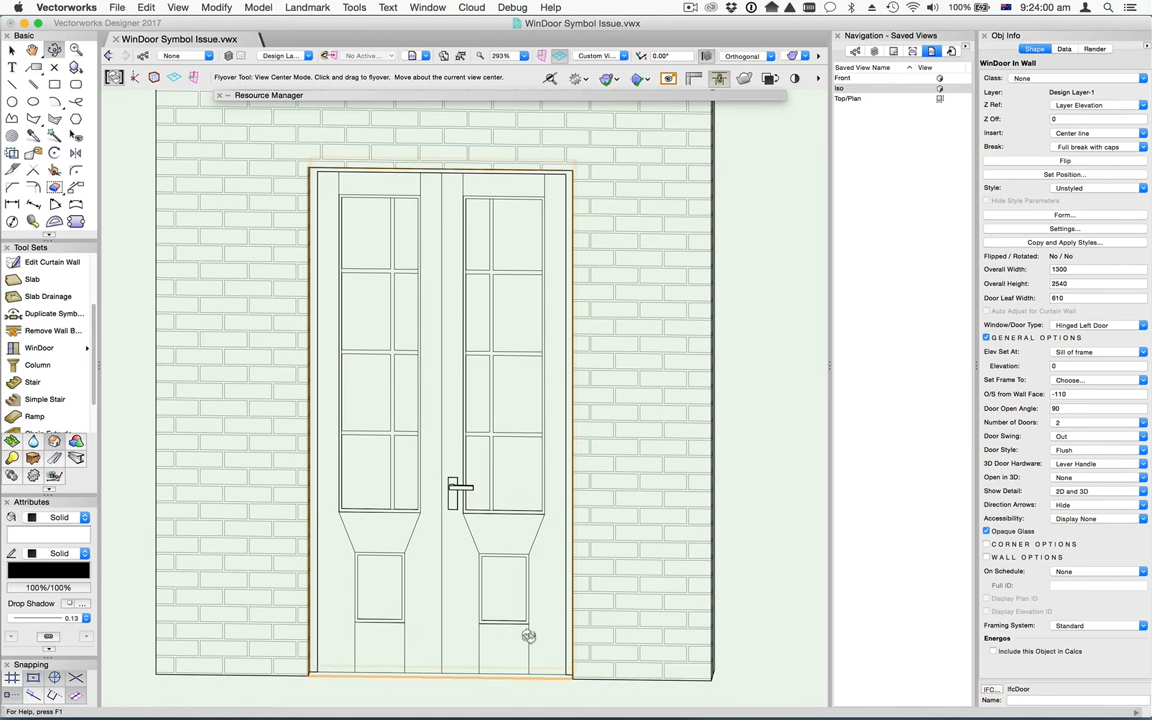 Vectorworks File Edit View Modify Model Landmark Tools Text Window Cloud Help 100% 9:24:00 am
Vectorworks Designer 2017
WinDoor Symbol Issue.vwx
Basic
WinDoor Symbol Issue.vwx
None
Design La...
No Active...
293%
Custom Vi...
0.00°
Orthogonal
Flyover Tool: View Center Mode. Click and drag to flyover. Move about the current view center.
Resource Manager
Tool Sets
Edit Curtain Wall
Slab
Slab Drainage
Duplicate Symb...
Remove Wall B...
WinDoor
Column
Stair
Simple Stair
Ramp
Attributes
Solid
Solid
100%/100%
Drop Shadow
0.13
Snapping
For Help, press F1
Navigation - Saved Views
Saved View Name View
Front
Iso
Top/Plan
Obj Info
Shape Data Render
WinDoor In Wall
Class: None
Layer: Design Layer-1
Z Ref: Layer Elevation
Z Off: 0
Insert: Center line
Break: Full break with caps
Flip
Set Position...
Style: Unstyled
Hide Style Parameters
Form...
Settings...
Copy and Apply Styles...
Flipped / Rotated: No / No
Overall Width: 1300
Overall Height: 2540
Door Leaf Width: 610
Auto Adjust for Curtain Wall
Window/Door Type: Hinged Left Door
GENERAL OPTIONS
Elev Set At: Sill of frame
Elevation: 0
Set Frame To: Choose...
O/S from Wall Face: -110
Door Open Angle: 90
Number of Doors: 2
Door Swing: Out
Door Style: Flush
3D Door Hardware: Lever Handle
Open in 3D: None
Show Detail: 2D and 3D
Direction Arrows: Hide
Accessibility: Display None
Opaque Glass
CORNER OPTIONS
WALL OPTIONS
On Schedule: None
Full ID:
Display Plan ID
Display Elevation ID
Framing System: Standard
Energos
Include this Object in Calcs
IFC... IfcDoor
Name: